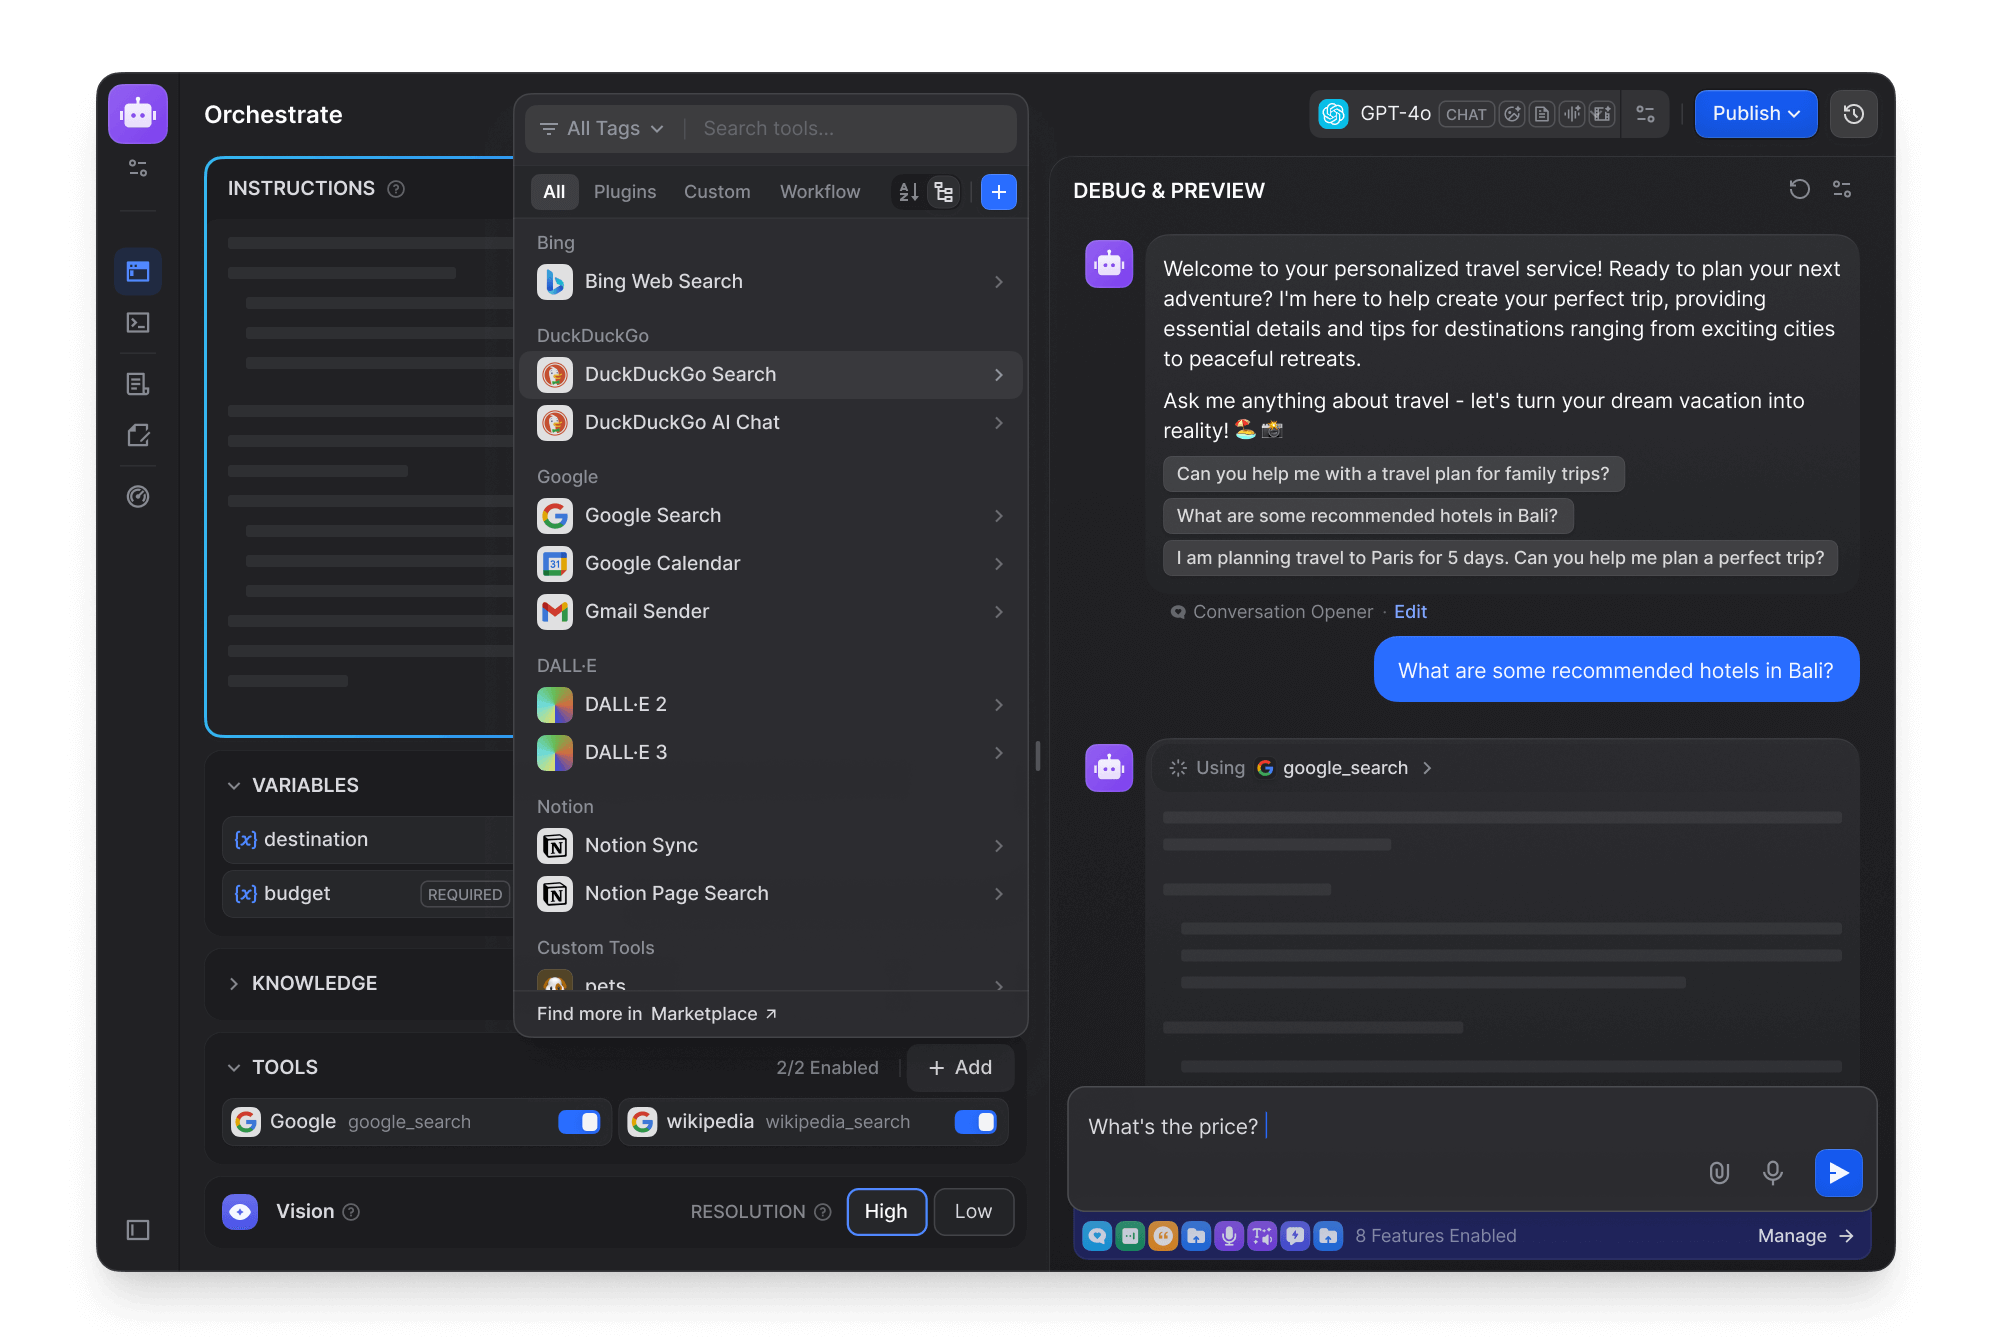 Orchestrate
All Tags
Search tools...
GPT-4o
CHAT
Publish
INSTRUCTIONS
All
Plugins
Custom
Workflow
Bing
Bing Web Search
DuckDuckGo
DuckDuckGo Search
DuckDuckGo AI Chat
Google
Google Search
31
Google Calendar
Gmail Sender
DALL·E
DALL·E 2
DALL·E 3
Notion
Notion Sync
Notion Page Search
Custom Tools
pets
Find more in Marketplace
VARIABLES
{x} destination
{x} budget
REQUIRED
KNOWLEDGE
TOOLS
2/2 Enabled
Add
Google google_search
wikipedia wikipedia_search
Vision
RESOLUTION
High
Low
DEBUG & PREVIEW
Welcome to your personalized travel service! Ready to plan your next
adventure? I'm here to help create your perfect trip, providing
essential details and tips for destinations ranging from exciting cities
to peaceful retreats.
Ask me anything about travel - let's turn your dream vacation into
reality! 🏖️ 📸
Can you help me with a travel plan for family trips?
What are some recommended hotels in Bali?
I am planning travel to Paris for 5 days. Can you help me plan a perfect trip?
Conversation Opener · Edit
What are some recommended hotels in Bali?
Using google_search
What's the price?
8 Features Enabled
Manage